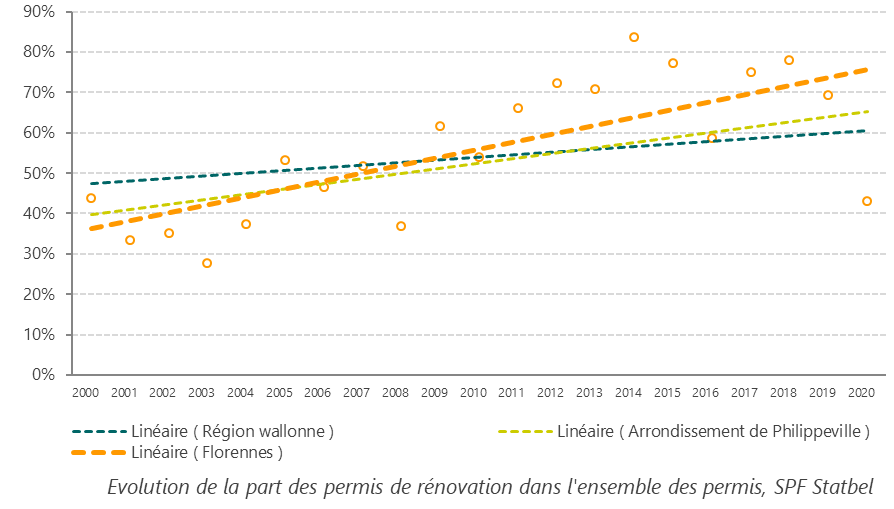 90%
80%
70%
60%
50%
40%
30%
20%
10%
0%
2000 2001 2002 2003 2004 2005 2006 2007 2008 2009 2010 2011 2012 2013 2014 2015 2016 2017 2018 2019 2020
Linéaire ( Région wallonne ) Linéaire ( Arrondissement de Philippeville )
Linéaire ( Florennes )
Evolution de la part des permis de rénovation dans l'ensemble des permis, SPF Statbel